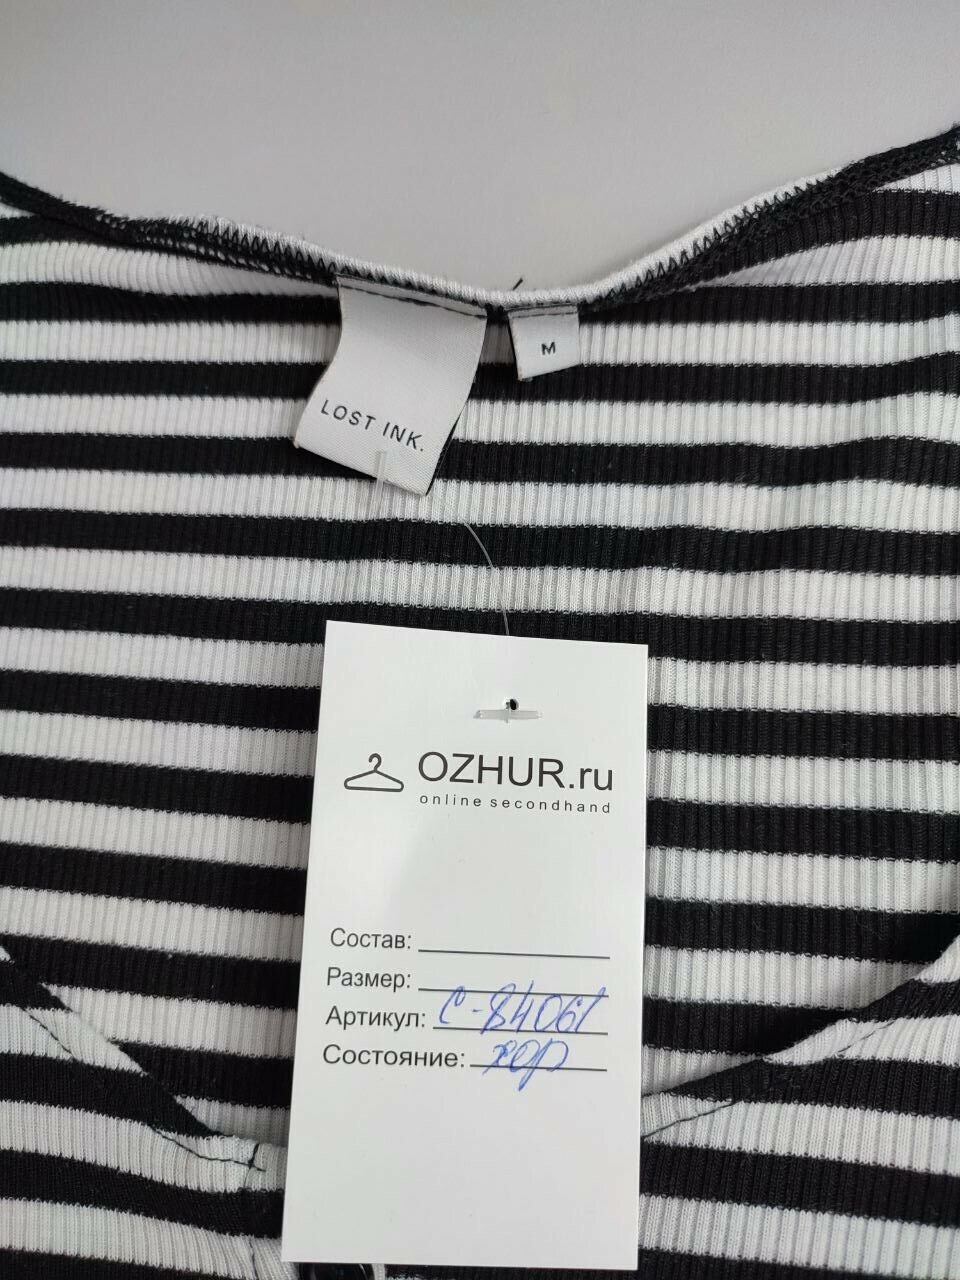 LOST INK.
M
OZHUR.ru
online secondhand
Состав:
Размер:
Артикул: С-84061
Состояние: хор